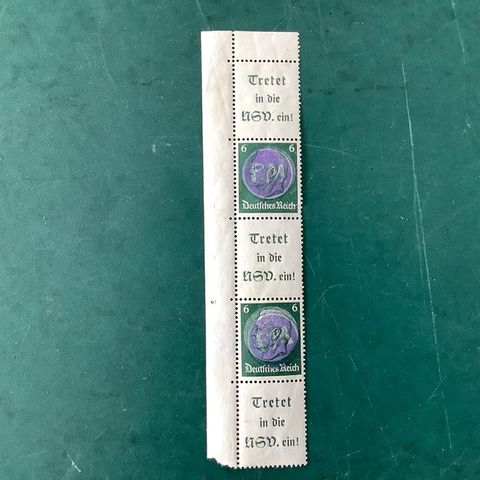 Tretet
in die
NSV. ein!
6 6
Deutsches Reich
Tretet
in die
NSV. ein!
6 6
Deutsches Reich
Tretet
in die
NSV. ein!